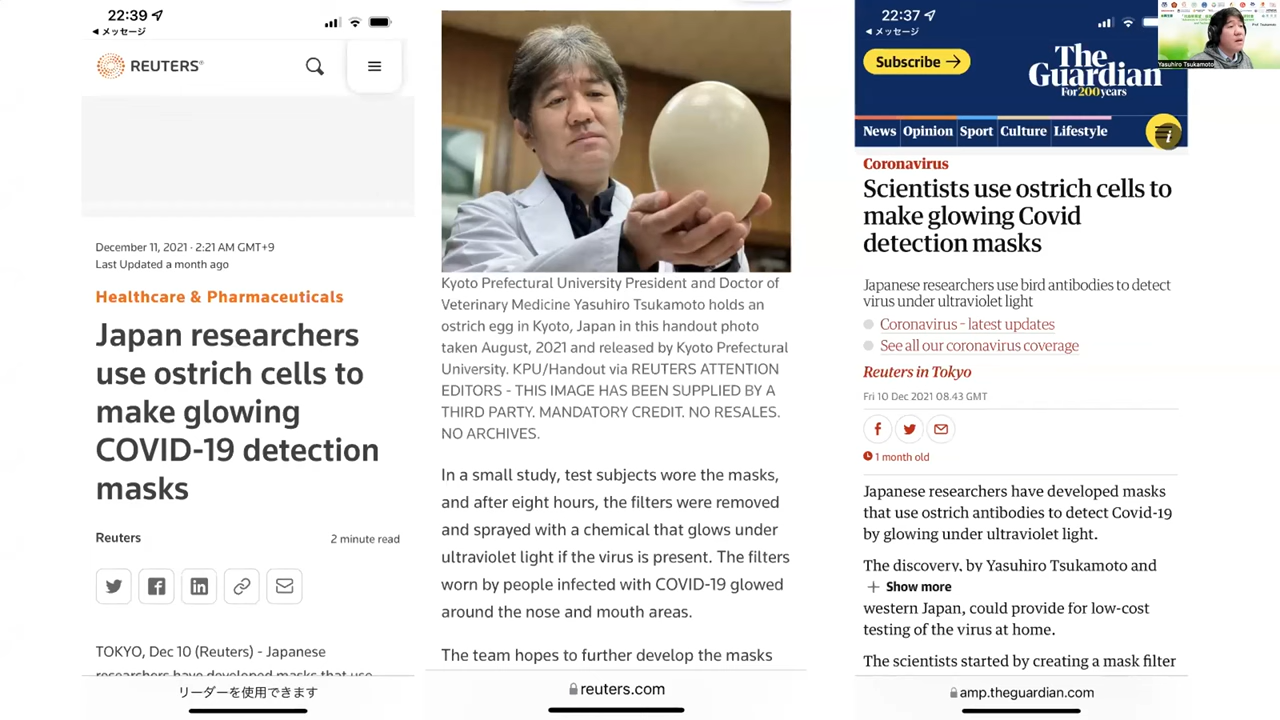 22:39
◀ メッセージ
REUTERS®
December 11, 2021 · 2:21 AM GMT+9
Last Updated a month ago
Healthcare & Pharmaceuticals
Japan researchers
use ostrich cells to
make glowing
COVID-19 detection
masks
Reuters
2 minute read
TOKYO, Dec 10 (Reuters) - Japanese
researchers have developed masks that use
リーダーを使用できます
Kyoto Prefectural University President and Doctor of
Veterinary Medicine Yasuhiro Tsukamoto holds an
ostrich egg in Kyoto, Japan in this handout photo
taken August, 2021 and released by Kyoto Prefectural
University. KPU/Handout via REUTERS ATTENTION
EDITORS - THIS IMAGE HAS BEEN SUPPLIED BY A
THIRD PARTY. MANDATORY CREDIT. NO RESALES.
NO ARCHIVES.
In a small study, test subjects wore the masks,
and after eight hours, the filters were removed
and sprayed with a chemical that glows under
ultraviolet light if the virus is present. The filters
worn by people infected with COVID-19 glowed
around the nose and mouth areas.
The team hopes to further develop the masks
reuters.com
22:37
◀ メッセージ
Subscribe →
The
Guardian
For 200 years
News Opinion Sport Culture Lifestyle
Coronavirus
Scientists use ostrich cells to
make glowing Covid
detection masks
Japanese researchers use bird antibodies to detect
virus under ultraviolet light
Coronavirus – latest updates
See all our coronavirus coverage
Reuters in Tokyo
Fri 10 Dec 2021 08.43 GMT
1 month old
Japanese researchers have developed masks
that use ostrich antibodies to detect Covid-19
by glowing under ultraviolet light.
The discovery, by Yasuhiro Tsukamoto and
+ Show more
western Japan, could provide for low-cost
testing of the virus at home.
The scientists started by creating a mask filter
amp.theguardian.com
Yasuhiro Tsukamoto